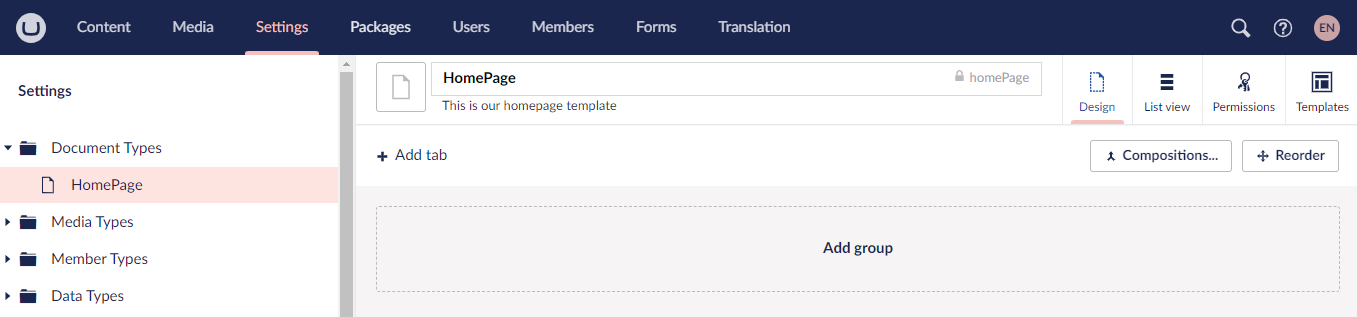 Content Media Settings Packages Users Members Forms Translation EN
Settings
HomePage homePage
This is our homepage template
Design List view Permissions Templates
Document Types
Add tab Compositions... Reorder
HomePage
Media Types
Add group
Member Types
Data Types